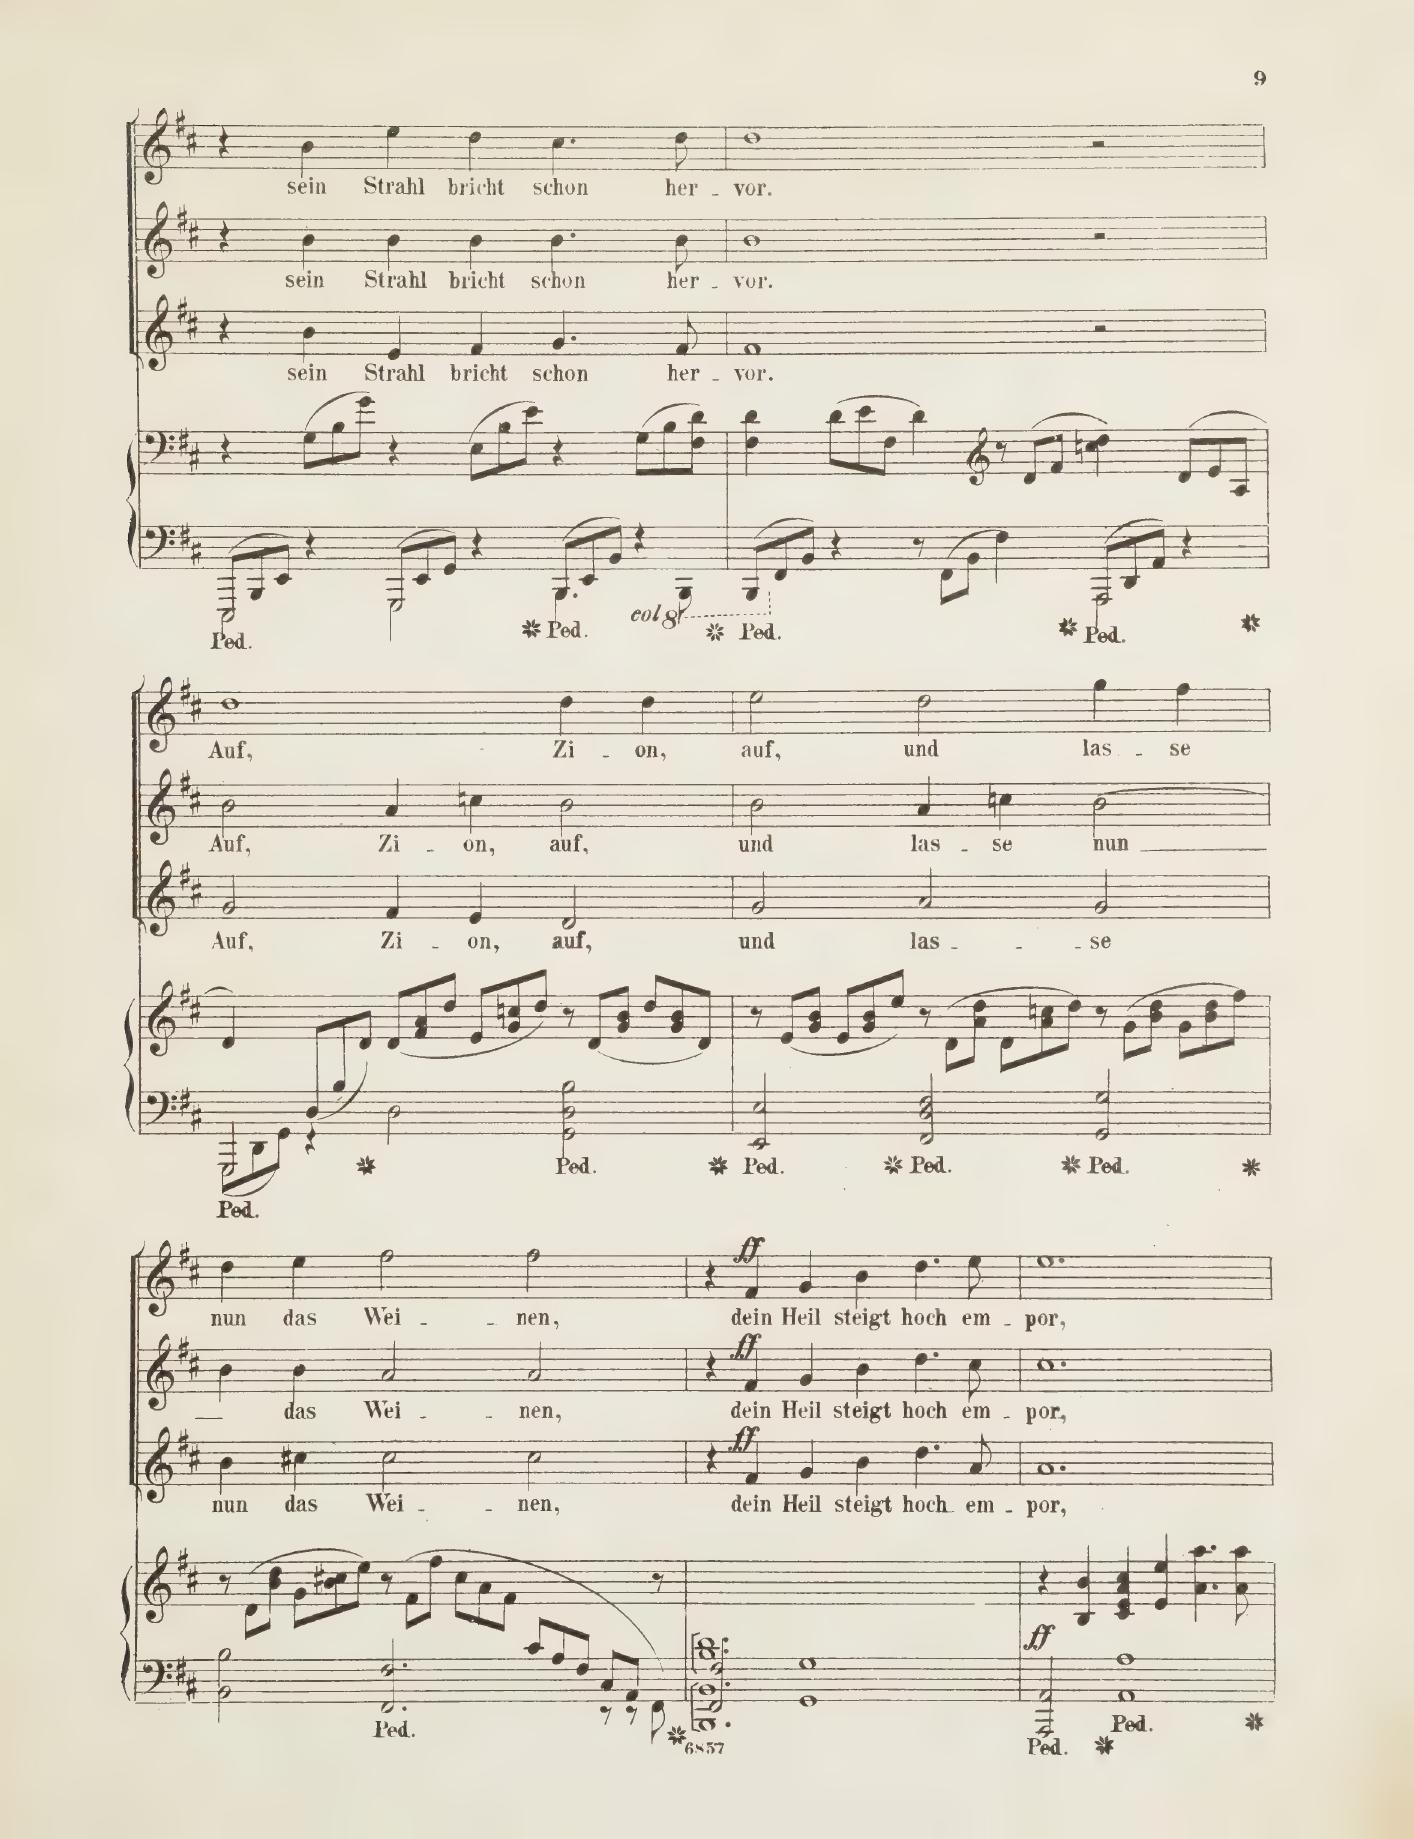 9
sein Strahl bricht schon her - vor.
sein Strahl bricht schon her - vor.
sein Strahl bricht schon her - vor.
col 8
Ped. * Ped. * Ped. * Ped. *
Auf, Zi - on, auf, und las - se
Auf, Zi - on, auf, und las - se nun
Auf, Zi - on, auf, und las - se
Ped. * Ped. * Ped. * Ped. * Ped. *
ff
nun das Wei - nen, dein Heil steigt hoch em - por,
ff
das Wei - nen, dein Heil steigt hoch em - por,
ff
nun das Wei - nen, dein Heil steigt hoch em - por,
ff
Ped. * Ped. * Ped. *
6857